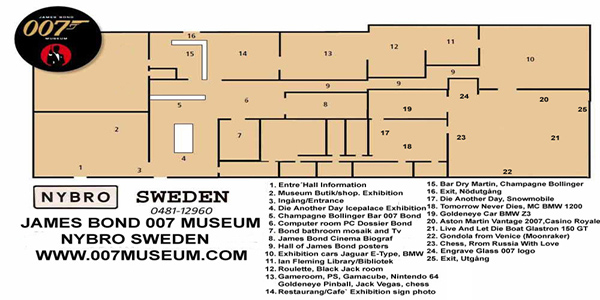 JAMES BOND
007
MUSEUM
16
15
14
13
12
11
10
9
9
5
8
7
6
19
17
18
24
20
25
23
21
22
2
1
3
4
NYBRO SWEDEN
0481-12960
JAMES BOND 007 MUSEUM
NYBRO SWEDEN
WWW.007MUSEUM.COM
1. Entre´Hall Information
2. Museum Butik/shop. Exhibition
3. Ingång/Entrance
4. Die Another Day Icepalace Exhibition
5. Champagne Bollinger Bar 007 Bond
6. Computer room PC Dossier Bond
7. Bond bathroom mosaik and Tv
8. James Bond Cinema Biograf
9. Hall of James Bond posters
10. Exhibition cars Jaguar E-Type, BMW
11. Ian Fleming Library/Bibliotek
12. Roulette, Black Jack room
13. Gameroom, PS, Gamacube, Nintendo 64
Goldeneye Pinball, Jack Vegas, chess
14. Restaurang/Cafe´ Exhibition sign photo
15. Bar Dry Martin, Champagne Bollinger
16. Exit, Nödutgång
17. Die Another Day, Snowmobile
18. Tomorrow Never Dies, MC BMW 1200
19. Goldeneye Car BMW Z3
20. Aston Martin Vantage 2007,Casino Royale
21. Live And Let Die Boat Glastron 150 GT
22. Gondola from Venice (Moonraker)
23. Chess, Rrom Russia With Love
24. Engrave Glass 007 logo
25. Exit, Utgång